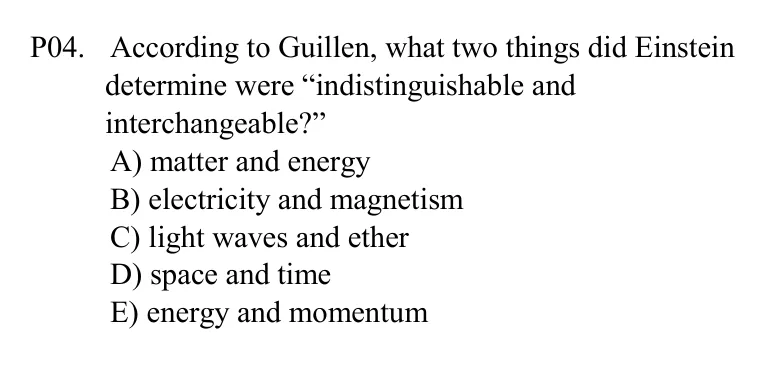 P04. According to Guillen, what two things did Einstein
determine were “indistinguishable and
interchangeable?”
A) matter and energy
B) electricity and magnetism
C) light waves and ether
D) space and time
E) energy and momentum